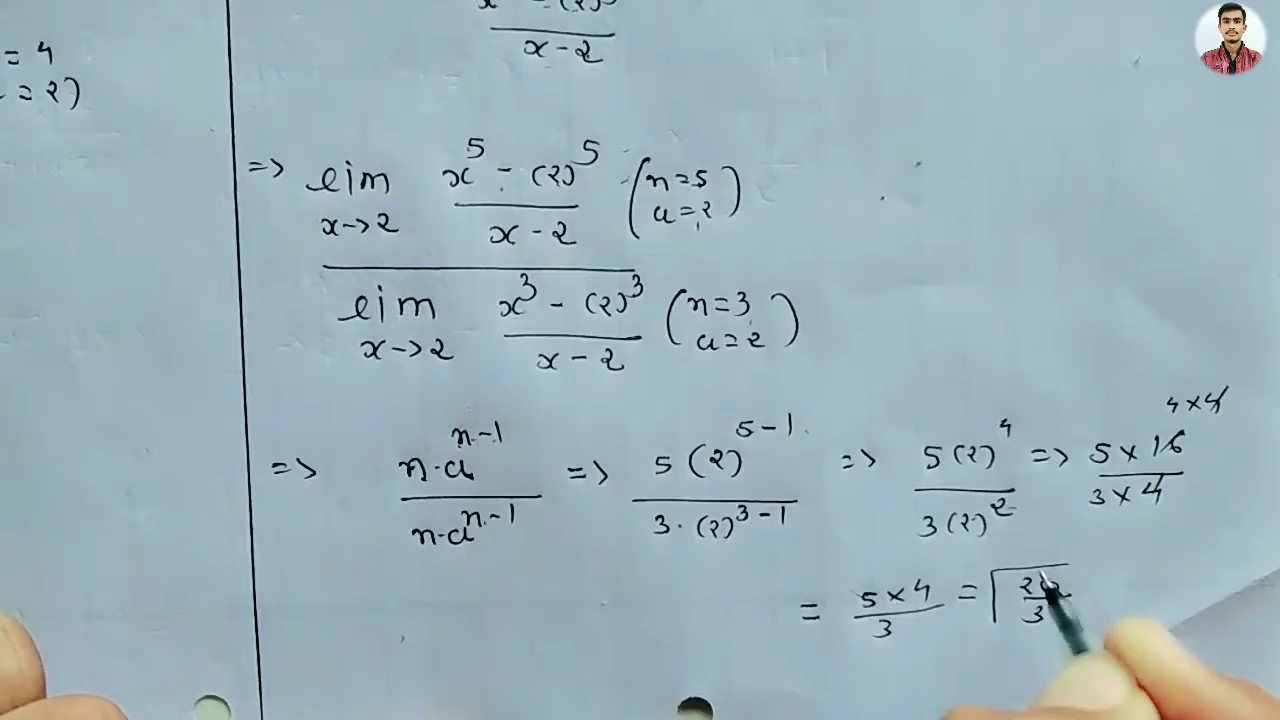 = 4
= 2)
x - 2
=> lim x→2 x^5 - (2)^5 / x - 2 (n=5 a=2)
lim x→2 x^3 - (2)^3 / x - 2 (n=3 a=2)
=> n·a^n-1 / n·a^n-1 => 5(2)^5-1 / 3·(2)^3-1 => 5(2)^4 / 3(2)^2 => 5×16 / 3×4 4×4
= 5×4 / 3 = 20 / 3